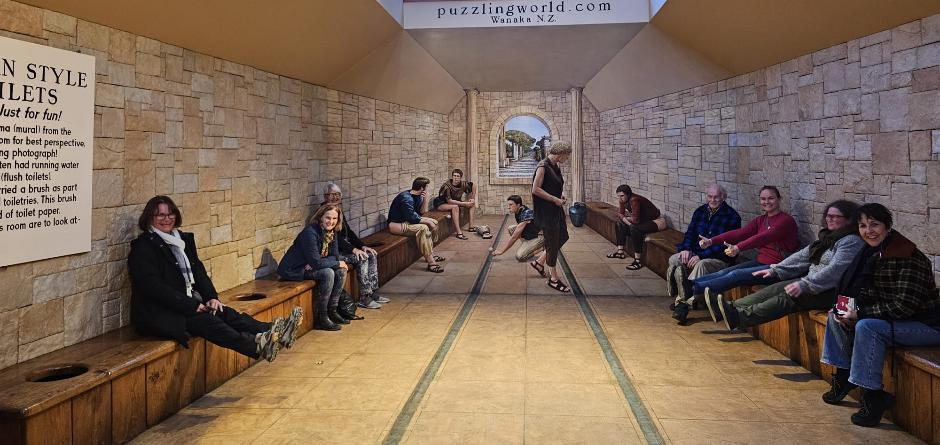 puzzlingworld.com
Wanaka N.Z.
N STYLE
ILETS
Just for fun!
ma (mural) from the
om for best perspective,
ng photograph!
ten had running water
(flush toilets).
rried a brush as part
d toiletries. This brush
d of toilet paper.
s room are to look at-